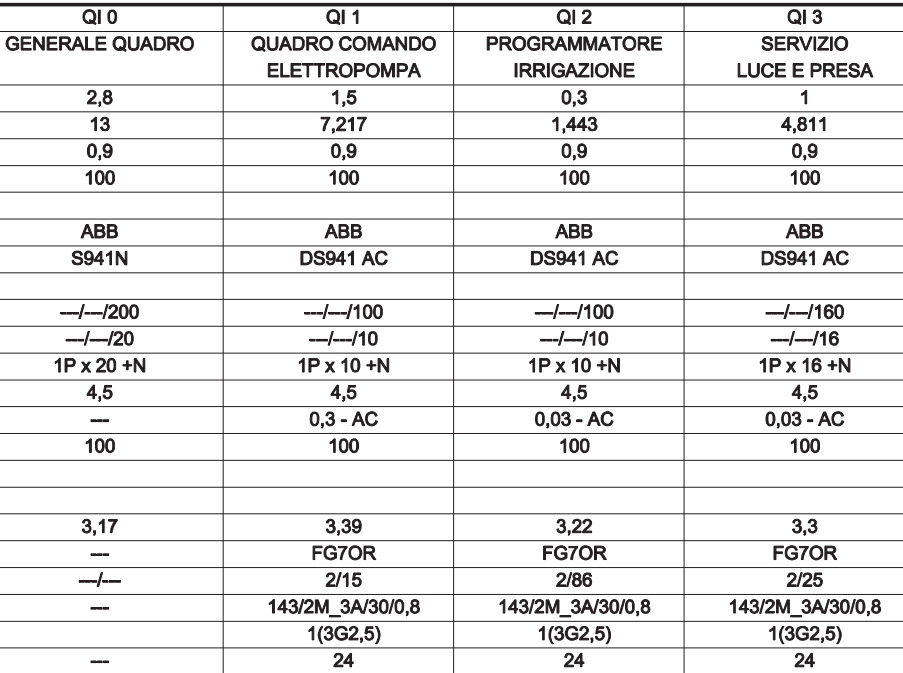 QI 0 QI 1 QI 2 QI 3
GENERALE QUADRO QUADRO COMANDO PROGRAMMATORE SERVIZIO
ELETTROPOMPA IRRIGAZIONE LUCE E PRESA
2,8 1,5 0,3 1
13 7,217 1,443 4,811
0,9 0,9 0,9 0,9
100 100 100 100
ABB ABB ABB ABB
S941N DS941 AC DS941 AC DS941 AC
---/---/200 ---/---/100 ---/---/100 ---/---/160
---/---/20 ---/---/10 ---/---/10 ---/---/16
1P x 20 +N 1P x 10 +N 1P x 10 +N 1P x 16 +N
4,5 4,5 4,5 4,5
--- 0,3 - AC 0,03 - AC 0,03 - AC
100 100 100 100
3,17 3,39 3,22 3,3
--- FG7OR FG7OR FG7OR
---/--- 2/15 2/86 2/25
--- 143/2M_3A/30/0,8 143/2M_3A/30/0,8 143/2M_3A/30/0,8
1(3G2,5) 1(3G2,5) 1(3G2,5)
--- 24 24 24